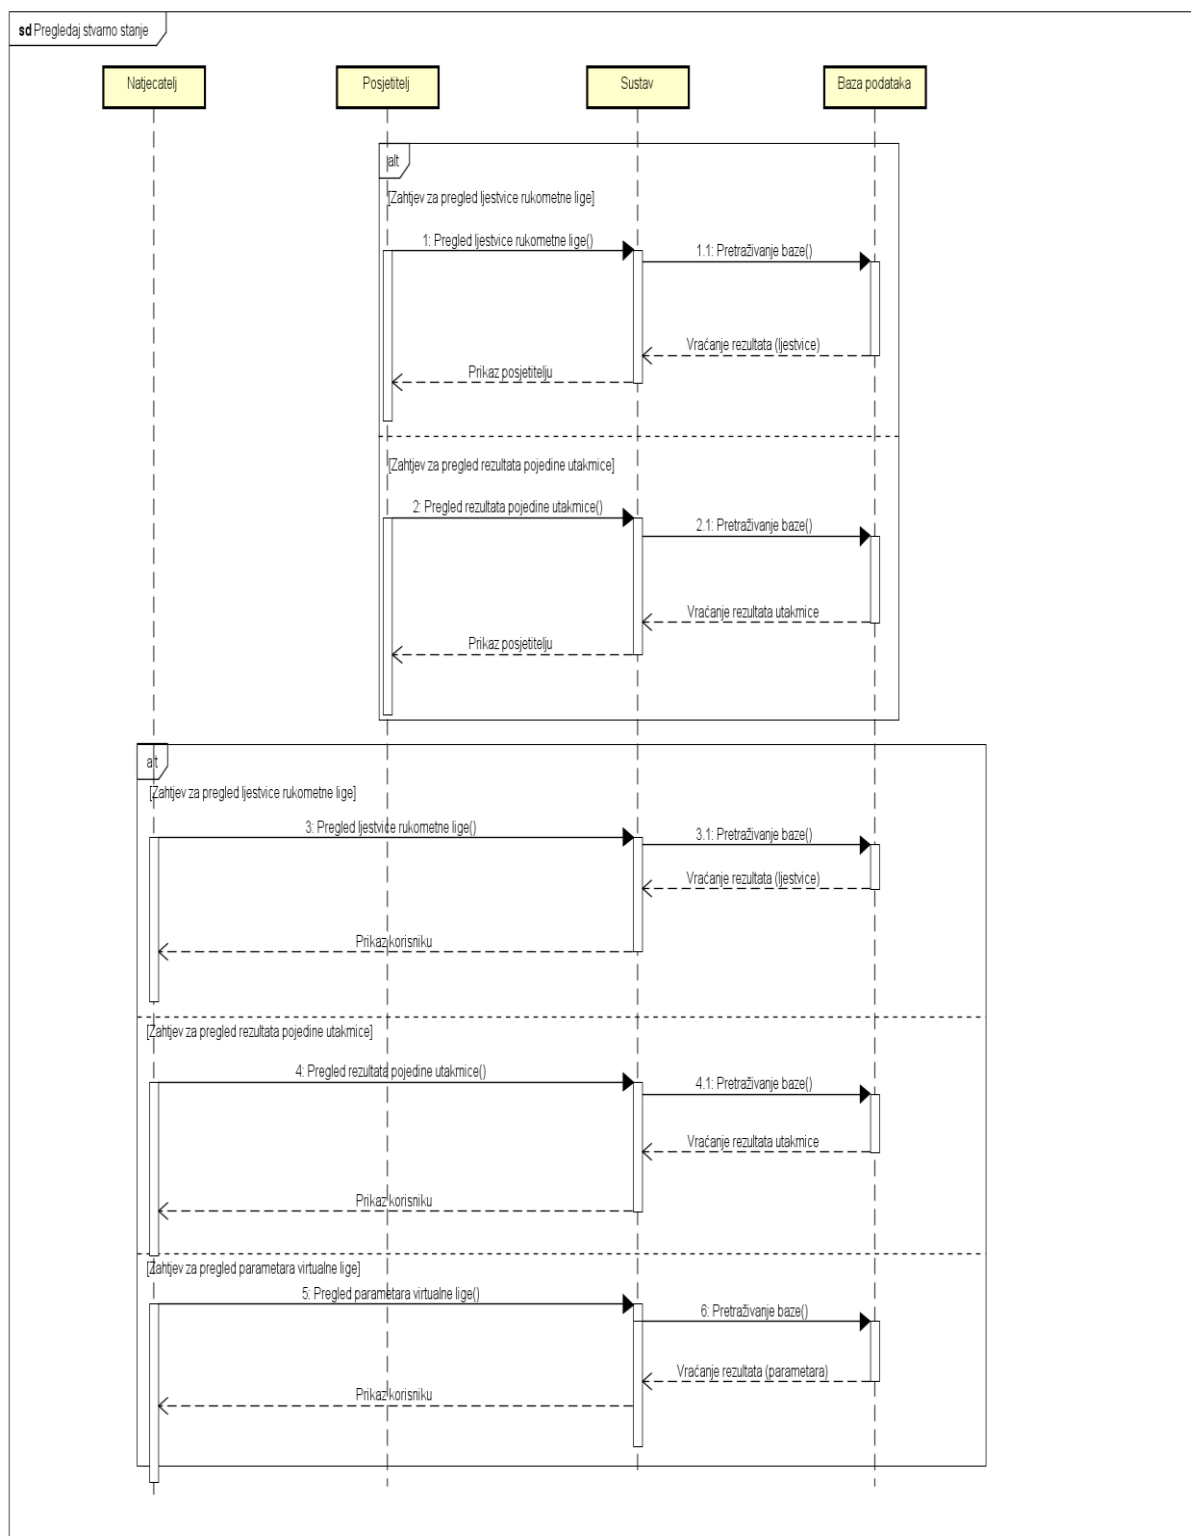 sd Pregledaj stvarno stanje
Natjecatelj
Posjetitelj
Sustav
Baza podataka
alt
[Zahtjev za pregled ljestvice rukometne lige]
1: Pregled ljestvice rukometne lige()
1.1: Pretraživanje baze()
Vraćanje rezultata (ljestvice)
Prikaz posjetitelju
[Zahtjev za pregled rezultata pojedine utakmice]
2: Pregled rezultata pojedine utakmice()
2.1: Pretraživanje baze()
Vraćanje rezultata utakmice
Prikaz posjetitelju
alt
[Zahtjev za pregled ljestvice rukometne lige]
3: Pregled ljestvice rukometne lige()
3.1: Pretraživanje baze()
Vraćanje rezultata (ljestvice)
Prikaz korisniku
[Zahtjev za pregled rezultata pojedine utakmice]
4: Pregled rezultata pojedine utakmice()
4.1: Pretraživanje baze()
Vraćanje rezultata utakmice
Prikaz korisniku
[Zahtjev za pregled parametara virtualne lige]
5: Pregled parametara virtualne lige()
6: Pretraživanje baze()
Vraćanje rezultata (parametara)
Prikaz korisniku